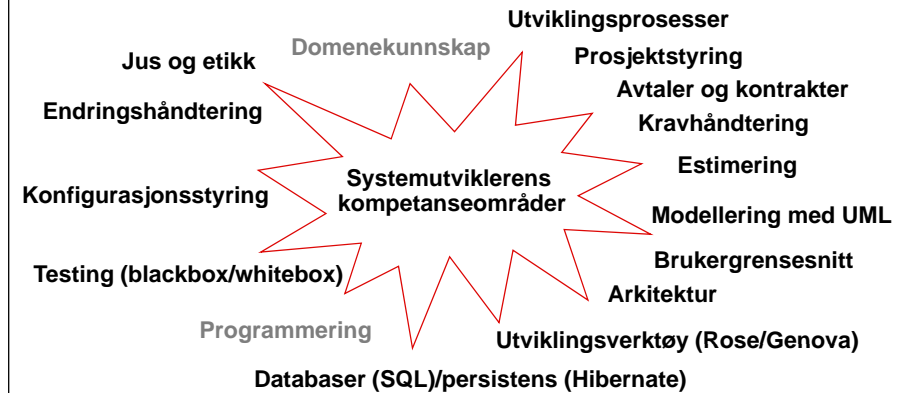 Utviklingsprosesser
Domenekunnskap
Prosjektstyring
Jus og etikk
Avtaler og kontrakter
Endringshåndtering
Kravhåndtering
Estimering
Systemutviklerens
kompetanseområder
Konfigurasjonsstyring
Modellering med UML
Brukergrensesnitt
Testing (blackbox/whitebox)
Arkitektur
Programmering
Utviklingsverktøy (Rose/Genova)
Databaser (SQL)/persistens (Hibernate)